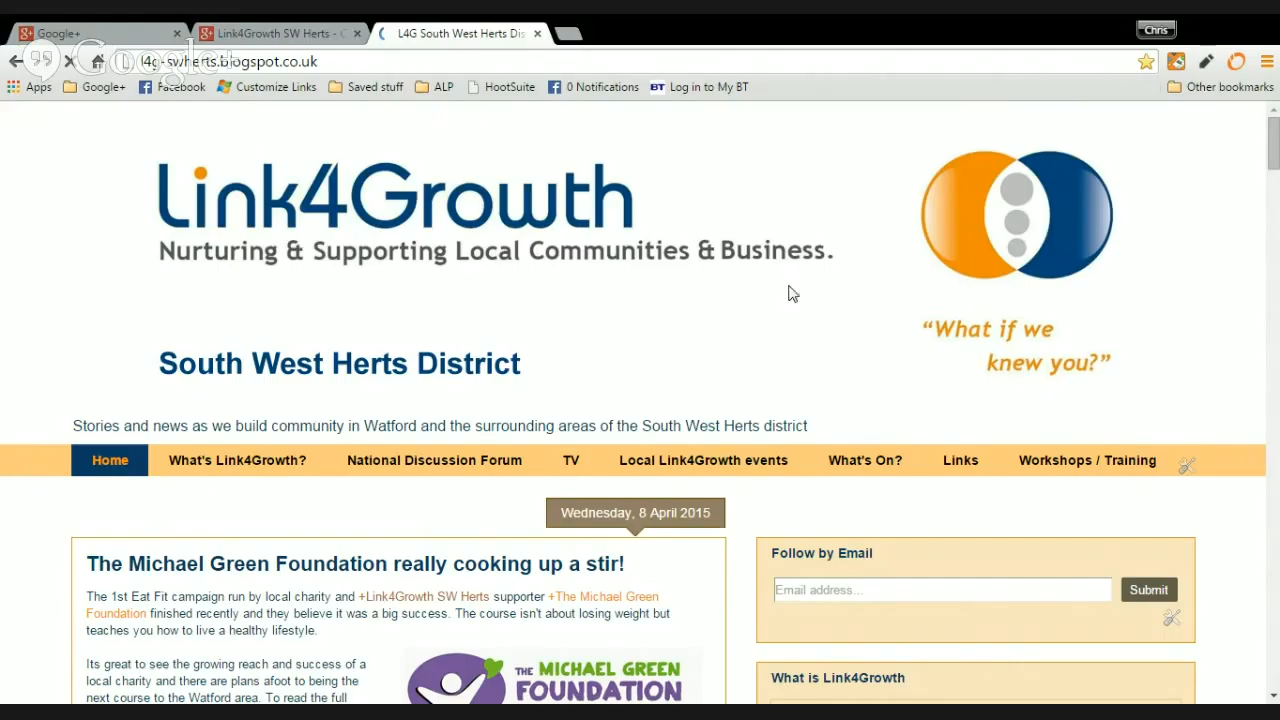 Google+
Link4Growth SW Herts - C
L4G South West Herts Dist
Chris
Google+
l4g-swherts.blogspot.co.uk
Apps
Google+
Facebook
Customize Links
Saved stuff
ALP
HootSuite
0 Notifications
BT Log in to My BT
Other bookmarks
Link4Growth
Nurturing & Supporting Local Communities & Business.
“What if we
knew you?”
South West Herts District
Stories and news as we build community in Watford and the surrounding areas of the South West Herts district
Home What's Link4Growth? National Discussion Forum TV Local Link4Growth events What's On? Links Workshops / Training
Wednesday, 8 April 2015
The Michael Green Foundation really cooking up a stir!
The 1st Eat Fit campaign run by local charity and +Link4Growth SW Herts supporter +The Michael Green
Foundation finished recently and they believe it was a big success. The course isn't about losing weight but
teaches you how to live a healthy lifestyle.
Its great to see the growing reach and success of a
local charity and there are plans afoot to being the
next course to the Watford area. To read the full
THE MICHAEL GREEN
FOUNDATION
Follow by Email
Email address...
Submit
What is Link4Growth